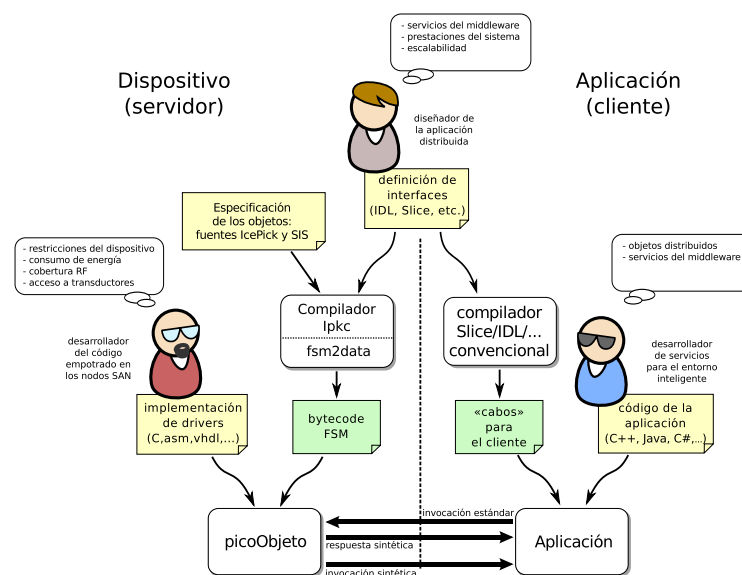 - servicios del middleware
- prestaciones del sistema
- escalabilidad
Dispositivo
(servidor)
Aplicación
(cliente)
diseñador de
la aplicación
distribuida
definición de
interfaces
(IDL, Slice, etc.)
Especificación
de los objetos:
fuentes IcePick y SIS
- restricciones del dispositivo
- consumo de energía
- cobertura RF
- acceso a transductores
- objetos distribuidos
- servicios del middleware
Compilador
Ipkc
fsm2data
compilador
Slice/IDL/...
convencional
desarrollador
del código
empotrado en
los nodos SAN
desarrollador
de servicios
para el entorno
inteligente
implementación
de drivers
(C,asm,vhdl,...)
bytecode
FSM
«cabos»
para
el cliente
código de la
aplicación
(C++, Java, C#,...)
picoObjeto
invocación estándar
respuesta sintética
invocación sintética
Aplicación